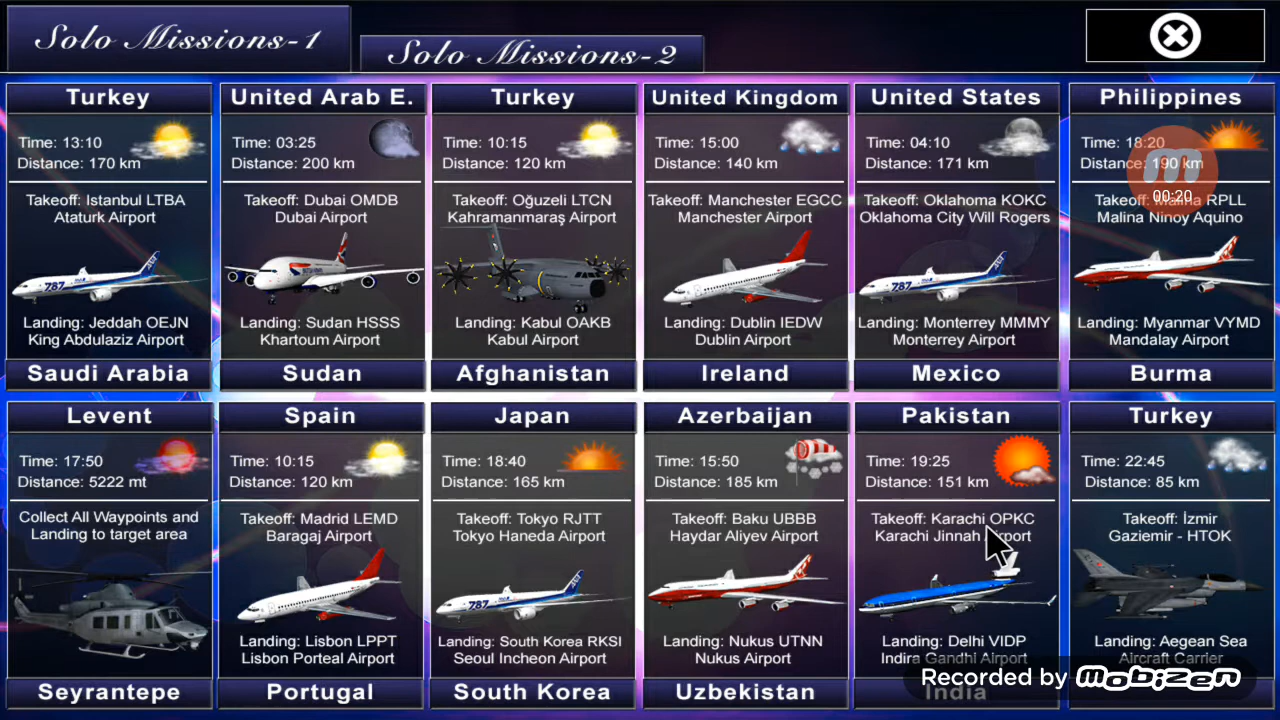 Solo Missions-1
Solo Missions-2
Turkey
Time: 13:10
Distance: 170 km
Takeoff: Istanbul LTBA
Ataturk Airport
787
Landing: Jeddah OEJN
King Abdulaziz Airport
Saudi Arabia
United Arab E.
Time: 03:25
Distance: 200 km
Takeoff: Dubai OMDB
Dubai Airport
Landing: Sudan HSSS
Khartoum Airport
Sudan
Turkey
Time: 10:15
Distance: 120 km
Takeoff: Oğuzeli LTCN
Kahramanmaraş Airport
Landing: Kabul OAKB
Kabul Airport
Afghanistan
United Kingdom
Time: 15:00
Distance: 140 km
Takeoff: Manchester EGCC
Manchester Airport
Landing: Dublin IEDW
Dublin Airport
Ireland
United States
Time: 04:10
Distance: 171 km
Takeoff: Oklahoma KOKC
Oklahoma City Will Rogers
787
Landing: Monterrey MMMY
Monterrey Airport
Mexico
Philippines
Time: 18:20
Distance: 190 km
00:20
Takeoff: Malina RPLL
Malina Ninoy Aquino
Landing: Myanmar VYMD
Mandalay Airport
Burma
Levent
Time: 17:50
Distance: 5222 mt
Collect All Waypoints and
Landing to target area
Seyrantepe
Spain
Time: 10:15
Distance: 120 km
Takeoff: Madrid LEMD
Baragaj Airport
Landing: Lisbon LPPT
Lisbon Porteal Airport
Portugal
Japan
Time: 18:40
Distance: 165 km
Takeoff: Tokyo RJTT
Tokyo Haneda Airport
787
Landing: South Korea RKSI
Seoul Incheon Airport
South Korea
Azerbaijan
Time: 15:50
Distance: 185 km
Takeoff: Baku UBBB
Haydar Aliyev Airport
Landing: Nukus UTNN
Nukus Airport
Uzbekistan
Pakistan
Time: 19:25
Distance: 151 km
Takeoff: Karachi OPKC
Karachi Jinnah Airport
Landing: Delhi VIDP
Indira Gandhi Airport
India
Turkey
Time: 22:45
Distance: 85 km
Takeoff: İzmir
Gaziemir - HTOK
Landing: Aegean Sea
Aircraft Carrier
Recorded by mobizen